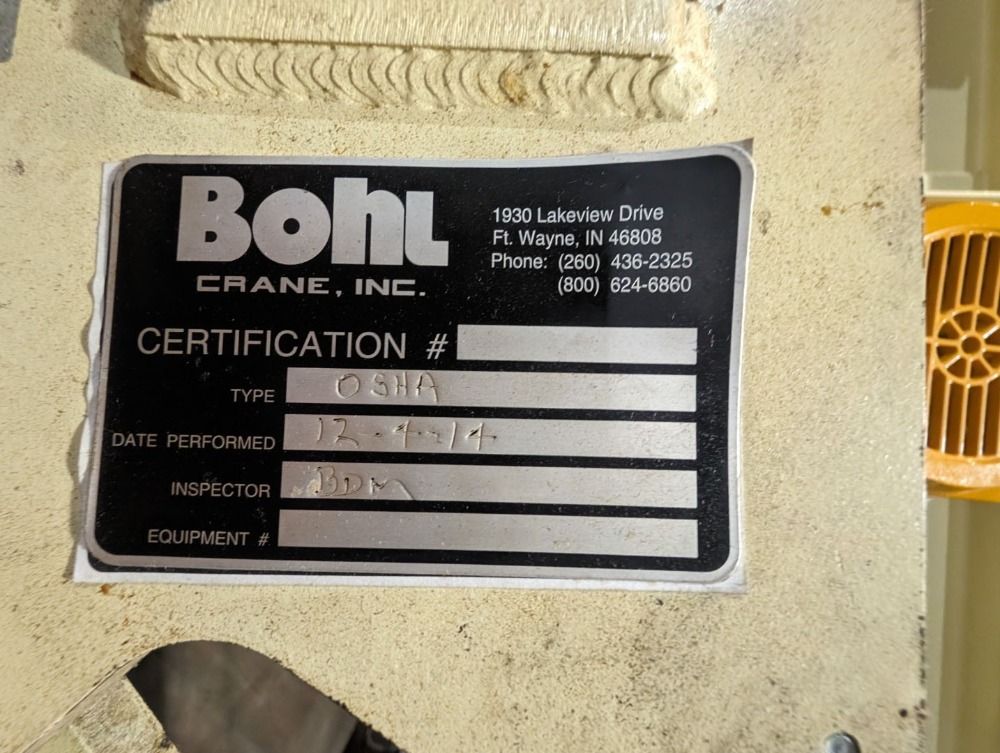 Bohl
CRANE, INC.
1930 Lakeview Drive
Ft. Wayne, IN 46808
Phone: (260) 436-2325
(800) 624-6860
CERTIFICATION #
TYPE OSHA
DATE PERFORMED 12-4-14
INSPECTOR BDM
EQUIPMENT #